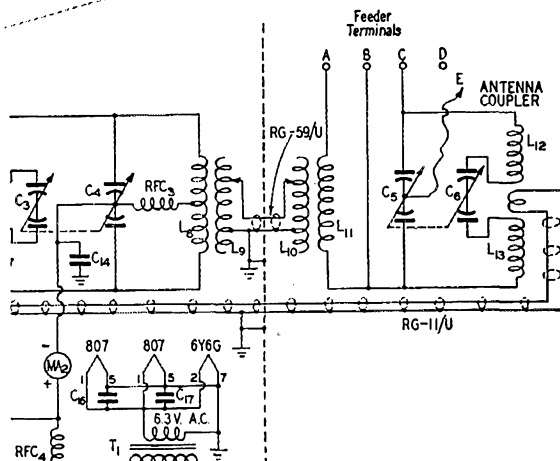 Feeder
Terminals
A B C D
E
ANTENNA
COUPLER
RG-59/U
L12
C3
C4
RFC3
C5
C6
L8
L9
L10
L11
L13
C14
RG-11/U
-
MA2
+
807 807 6Y6G
1 5 1 5 2 7
C16 C17
6.3 V. A.C.
T1
RFC4